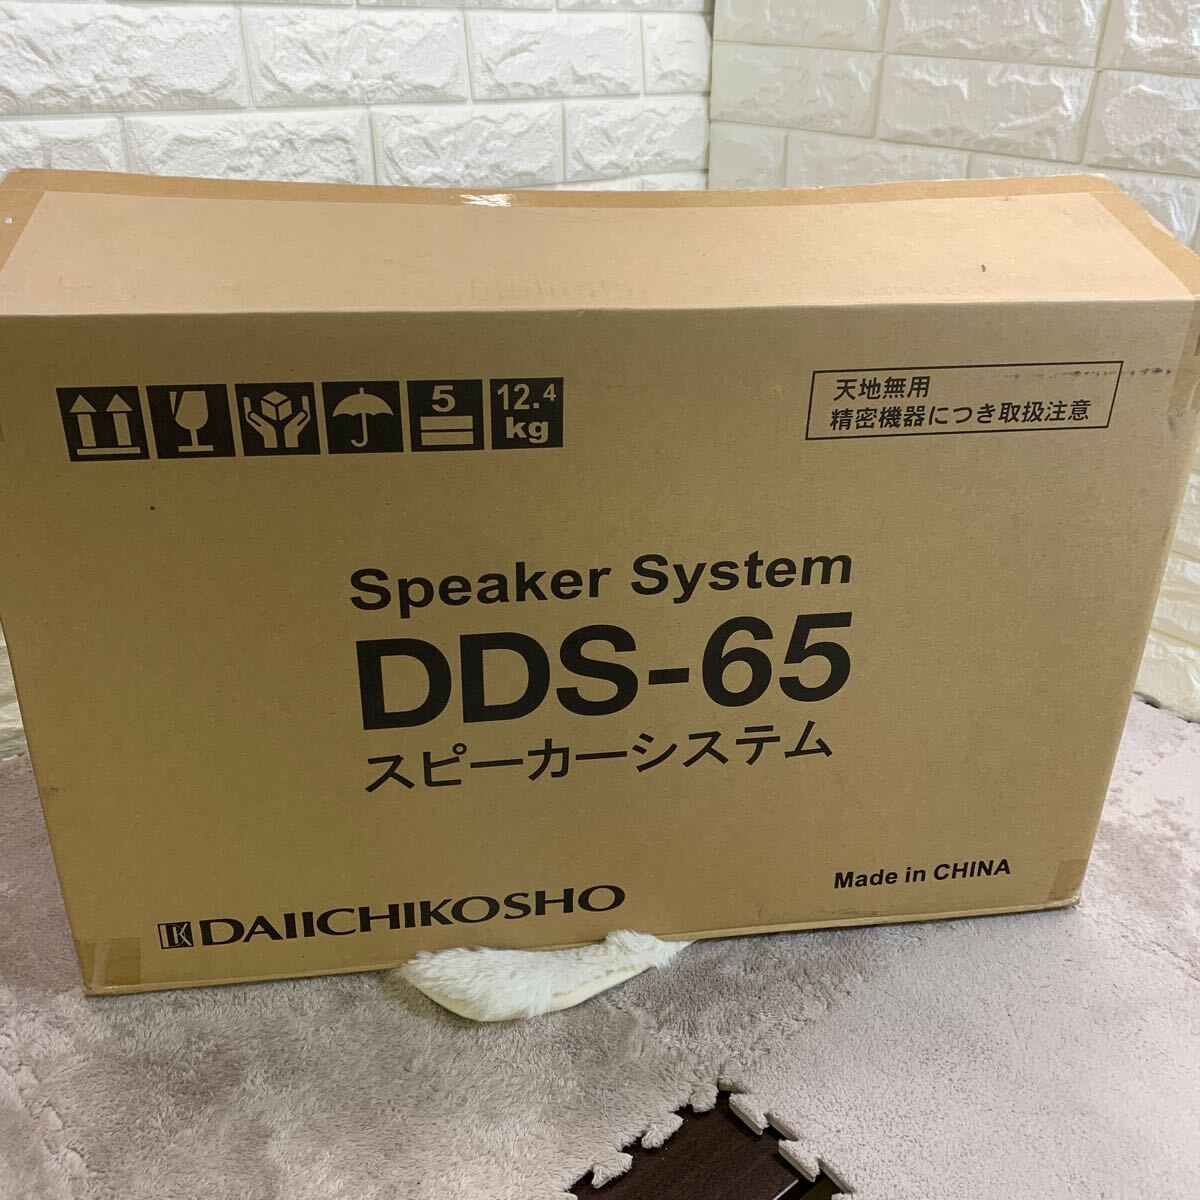 5
12.4
kg
天地無用
精密機器につき取扱注意
Speaker System
DDS-65
スピーカーシステム
Made in CHINA
DK DAIICHIKOSHO